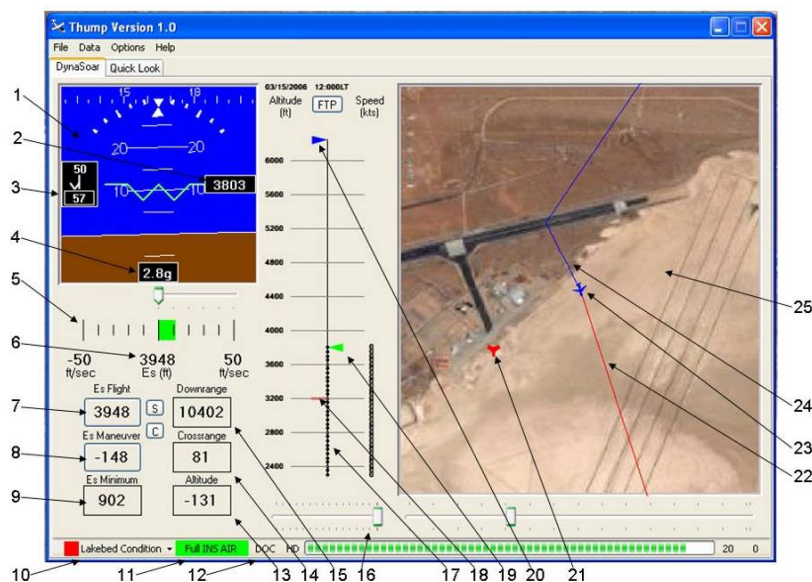 Thump Version 1.0
File Data Options Help
DynaSoar Quick Look
1
2
3
4
5
6
7
8
9
15 18
20 20
50
57
10 10
3803
2.8g
-50
ft/sec
3948
Es (ft)
50
ft/sec
Es Flight
3948
S
C
Downrange
10402
Es Maneuver
-148
Crossrange
81
Es Minimum
902
Altitude
-131
03/15/2006 12:000LT
Altitude
(ft)
FTP
Speed
(kts)
6000
5600
5200
4800
4400
4000
3600
3200
2800
2400
25
23
24
22
Lakebed Condition Full INS AIR DOC HD 20 0
10 11 12 13 14 15 16 17 18 19 20 21